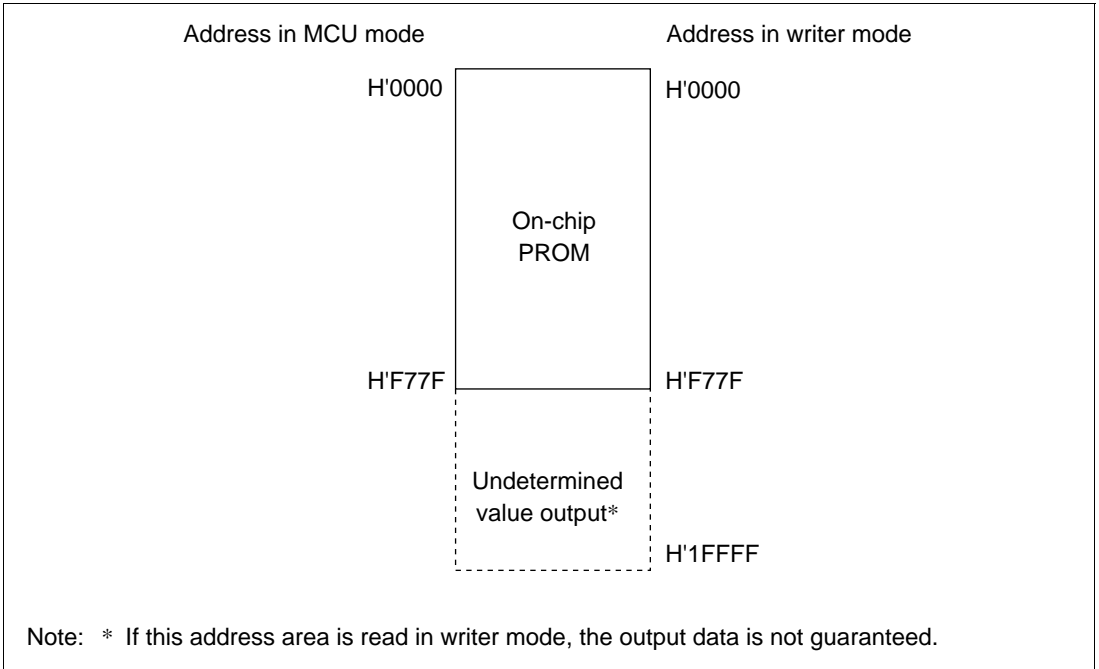 Address in MCU mode Address in writer mode
H'0000 H'0000
On-chip
PROM
H'F77F H'F77F
Undetermined
value output*
H'1FFFF
Note: * If this address area is read in writer mode, the output data is not guaranteed.